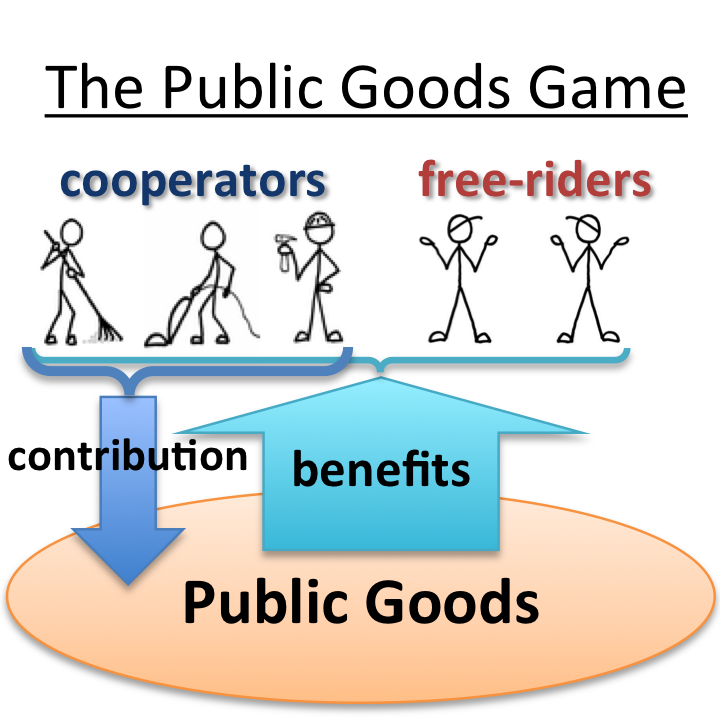 The Public Goods Game
cooperators free-riders
contribution
benefits
Public Goods